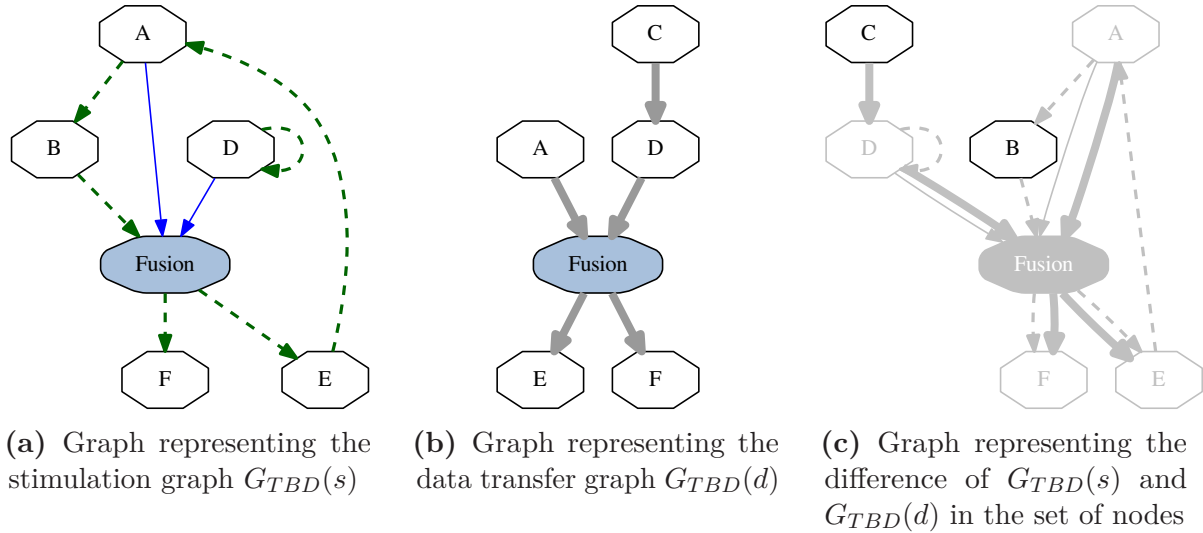 A
B
D
Fusion
F
E
(a) Graph representing the
stimulation graph G_{TBD}(s)
C
A
D
Fusion
E
F
(b) Graph representing the
data transfer graph G_{TBD}(d)
C
A
D
B
Fusion
F
E
(c) Graph representing the
difference of G_{TBD}(s) and
G_{TBD}(d) in the set of nodes